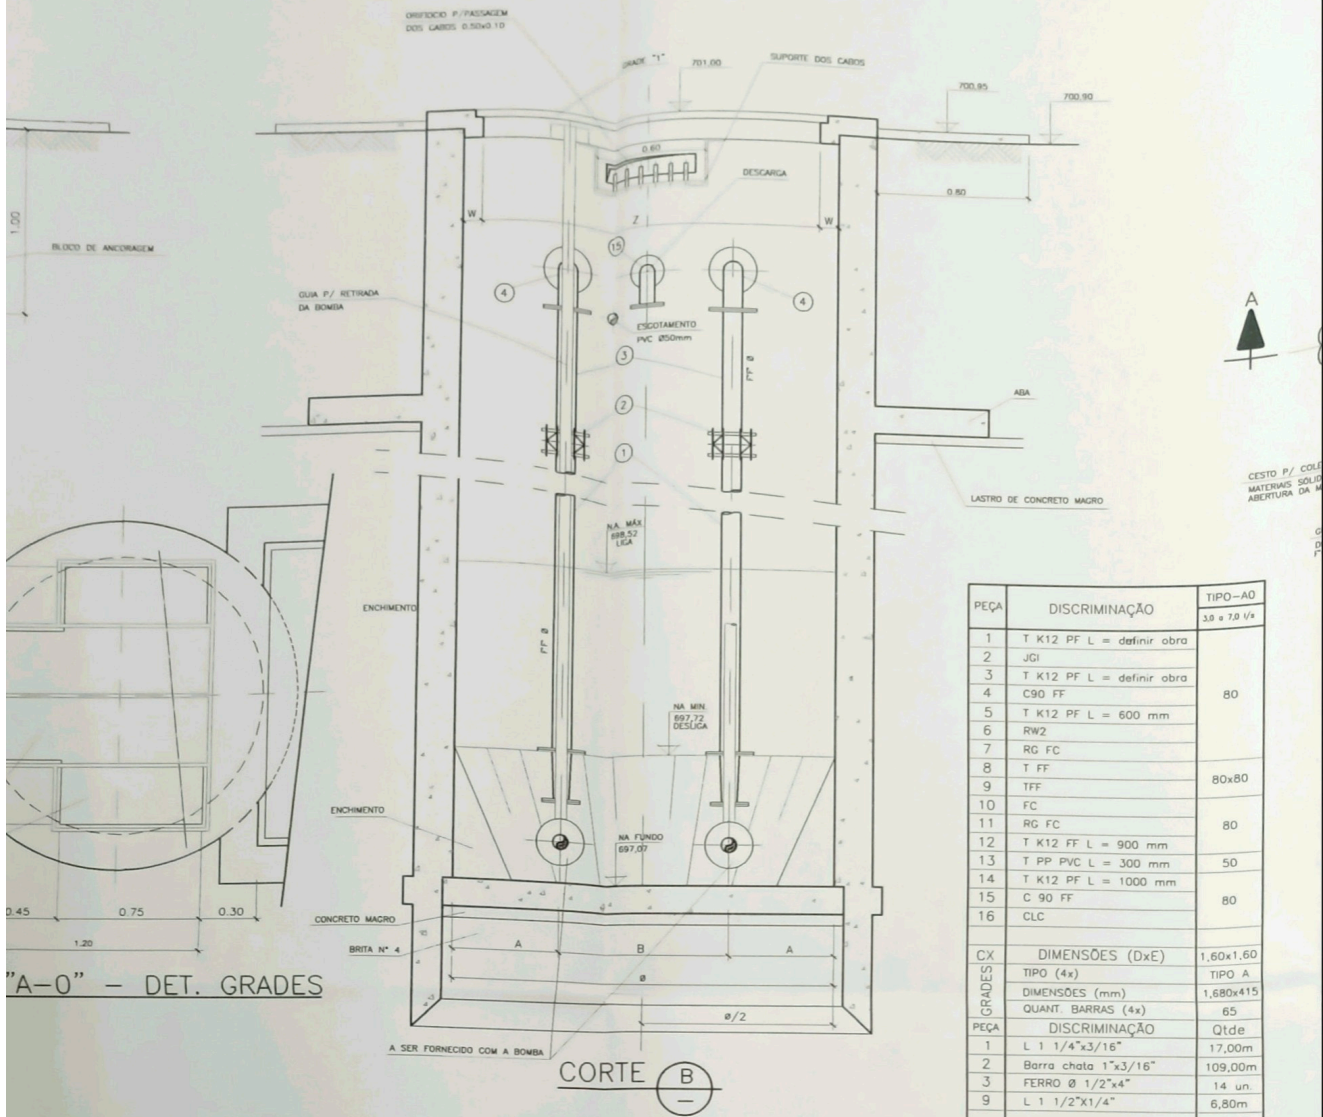 ORIFIOCIO P/PASSAGEM
DOS CABOS 0.50x0.10
GRADE "1"
701,00
SUPORTE DOS CABOS
700,95
700,90
0.60
DESCARGA
0.80
1.00
W
Z
W
BLOCO DE ANCORAGEM
15
4
4
GUIA P/ RETIRADA
DA BOMBA
ESGOTAMENTO
PVC Ø50mm
3
Ø FF
A
2
ABA
1
LASTRO DE CONCRETO MAGRO
CESTO P/
MATERIAIS
ABERTURA DA
N.A. MÁX
698,52
LIGA
ENCHIMENTO
Ø FF
NA MIN.
697,72
DESLIGA
ENCHIMENTO
NA FUNDO
697,07
0.45
0.75
0.30
1.20
CONCRETO MAGRO
BRITA Nº 4
A
B
A
Ø
Ø/2
"A-0" - DET. GRADES
A SER FORNECIDO COM A BOMBA
CORTE B
PEÇA DISCRIMINAÇÃO TIPO-A0
3,0 a 7,0 l/s
1 T K12 PF L = definir obra
2 JGI
3 T K12 PF L = definir obra
4 C90 FF 80
5 T K12 PF L = 600 mm
6 RW2
7 RG FC
8 T FF 80x80
9 TFF
10 FC
11 RG FC 80
12 T K12 FF L = 900 mm
13 T PP PVC L = 300 mm 50
14 T K12 PF L = 1000 mm
15 C 90 FF 80
16 CLC
CX DIMENSÕES (DxE) 1,60x1,60
GRADES
TIPO (4x) TIPO A
DIMENSÕES (mm) 1,680x415
QUANT. BARRAS (4x) 65
PEÇA DISCRIMINAÇÃO Qtde
1 L 1 1/4"x3/16" 17,00m
2 Barra chata 1"x3/16" 109,00m
3 FERRO Ø 1/2"x4" 14 un.
9 L 1 1/2"X1/4" 6,80m